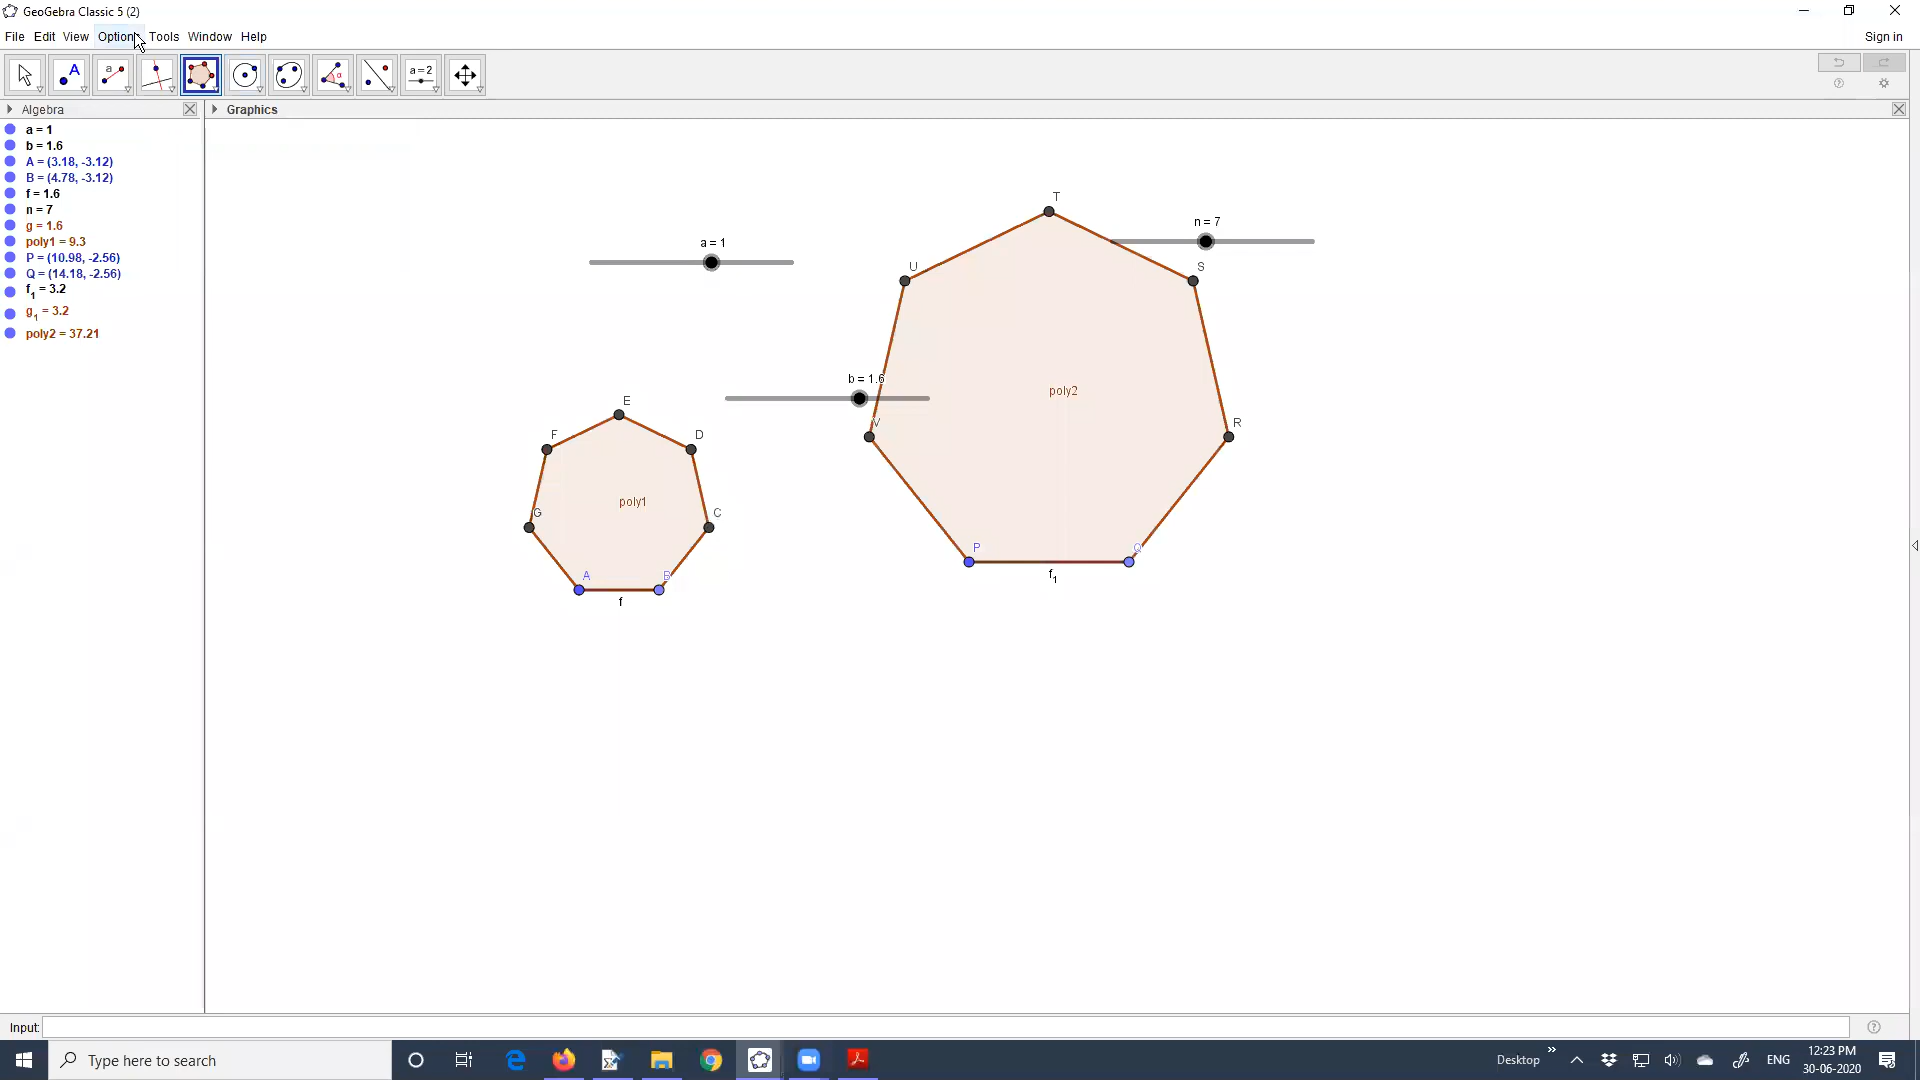 GeoGebra Classic 5 (2)
File Edit View Options Tools Window Help
Sign in
A a α a=2
Algebra
Graphics
a = 1
b = 1.6
A = (3.18, -3.12)
B = (4.78, -3.12)
f = 1.6
n = 7
g = 1.6
poly1 = 9.3
P = (10.98, -2.56)
Q = (14.18, -2.56)
f1 = 3.2
g1 = 3.2
poly2 = 37.21
T
n = 7
a = 1
U
S
b = 1.6
poly2
E
V
R
F
D
poly1
G
C
P
Q
f1
A
B
f
Input:
Type here to search
Desktop
ENG
12:23 PM
30-06-2020